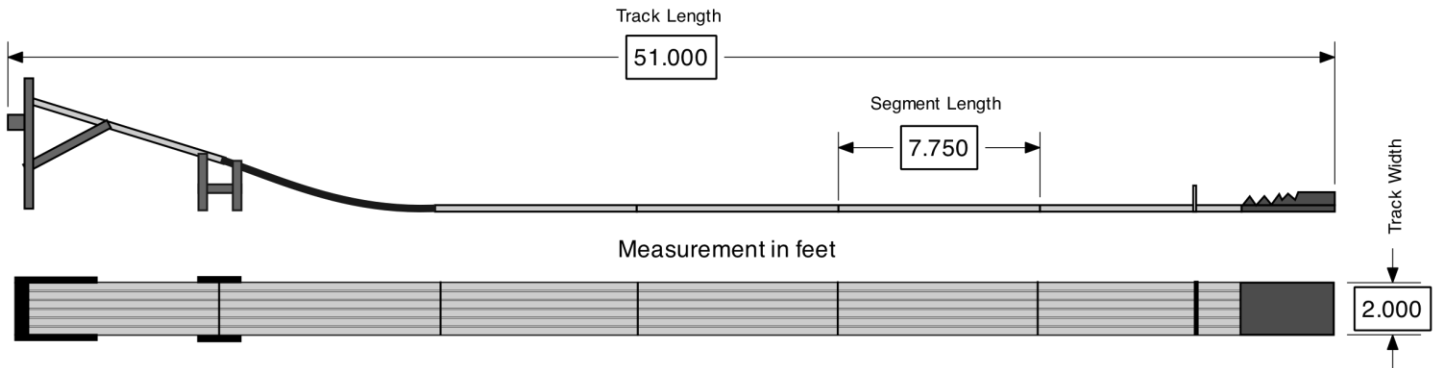 Track Length
51.000
Segment Length
7.750
Track Width
Measurement in feet
2.000